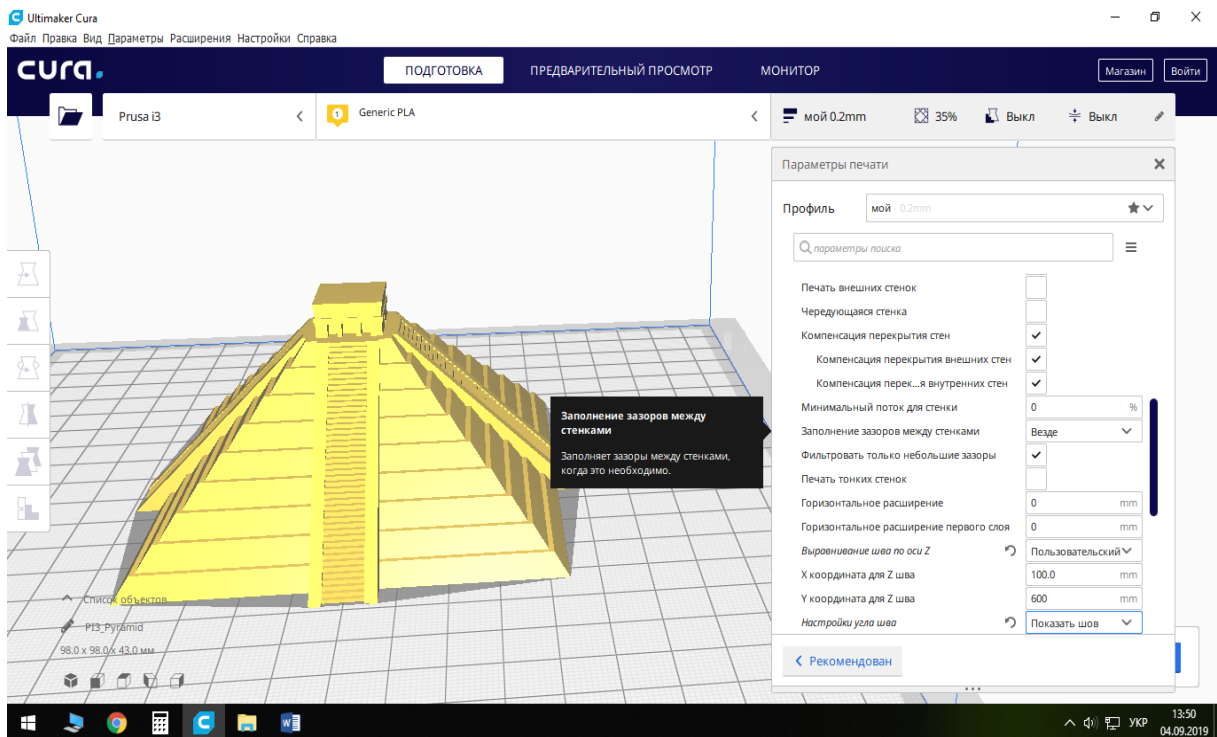 Ultimaker Cura
Файл Правка Вид Параметры Расширения Настройки Справка
cura.
ПОДГОТОВКА
ПРЕДВАРИТЕЛЬНЫЙ ПРОСМОТР
МОНИТОР
Магазин
Войти
Prusa i3
1
Generic PLA
мой 0.2mm
35%
Выкл
Выкл
Параметры печати
Профиль
мой 0.2mm
параметры поиска
Печать внешних стенок
Чередующаяся стенка
Компенсация перекрытия стен
Компенсация перекрытия внешних стен
Компенсация перек...я внутренних стен
Минимальный поток для стенки 0 %
Заполнение зазоров между стенками Везде
Фильтровать только небольшие зазоры
Печать тонких стенок
Горизонтальное расширение 0 mm
Горизонтальное расширение первого слоя 0 mm
Выравнивание шва по оси Z Пользовательский
X координата для Z шва 100.0 mm
Y координата для Z шва 600 mm
Настройки угла шва Показать шов
Рекомендован
Заполнение зазоров между
стенками
Заполняет зазоры между стенками,
когда это необходимо.
Список объектов
PI3_Pyramid
98.0 x 98.0 x 43.0 мм
УКР
13:50
04.09.2019